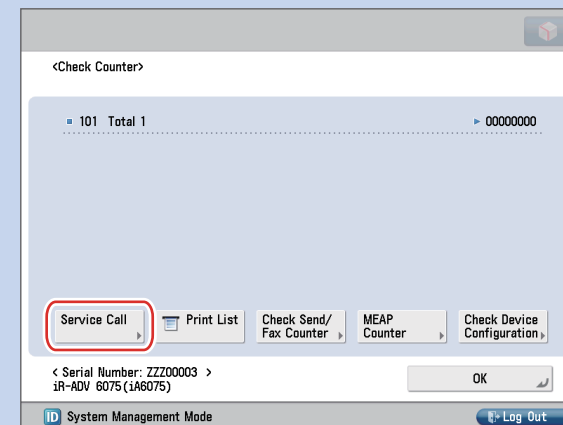 <Check Counter>
101 Total 1 00000000
Service Call Print List Check Send/ MEAP Check Device
Fax Counter Counter Configuration
< Serial Number: ZZZ00003 >
iR-ADV 6075(iA6075) OK
ID System Management Mode Log Out